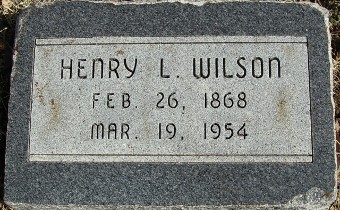 HENRY L. WILSON
FEB. 26, 1868
MAR. 19, 1954